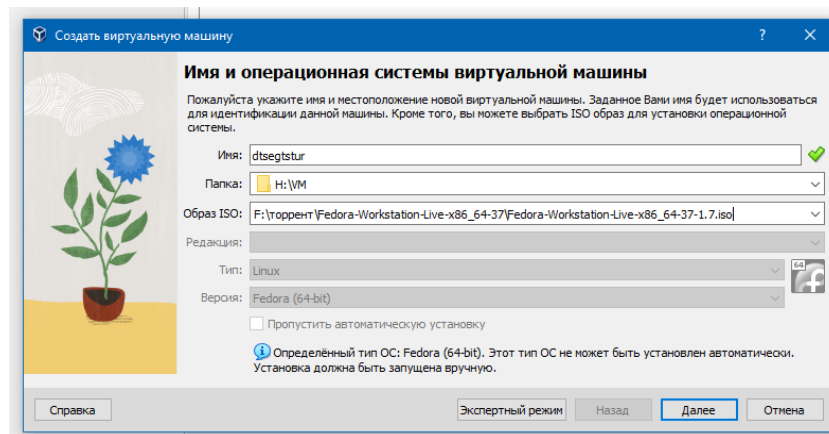 Создать виртуальную машину
Имя и операционная системы виртуальной машины
Пожалуйста укажите имя и местоположение новой виртуальной машины. Заданное Вами имя будет использоваться
для идентификации данной машины. Кроме того, вы можете выбрать ISO образ для установки операционной
системы.
Имя: dtsegtstur
Папка: H:\VM
Образ ISO: F:\торрент\Fedora-Workstation-Live-x86_64-37\Fedora-Workstation-Live-x86_64-37-1.7.iso
Редакция:
Тип: Linux
64
Версия: Fedora (64-bit)
Пропустить автоматическую установку
Определённый тип ОС: Fedora (64-bit). Этот тип ОС не может быть установлен автоматически.
Установка должна быть запущена вручную.
Справка Экспертный режим Назад Далее Отмена